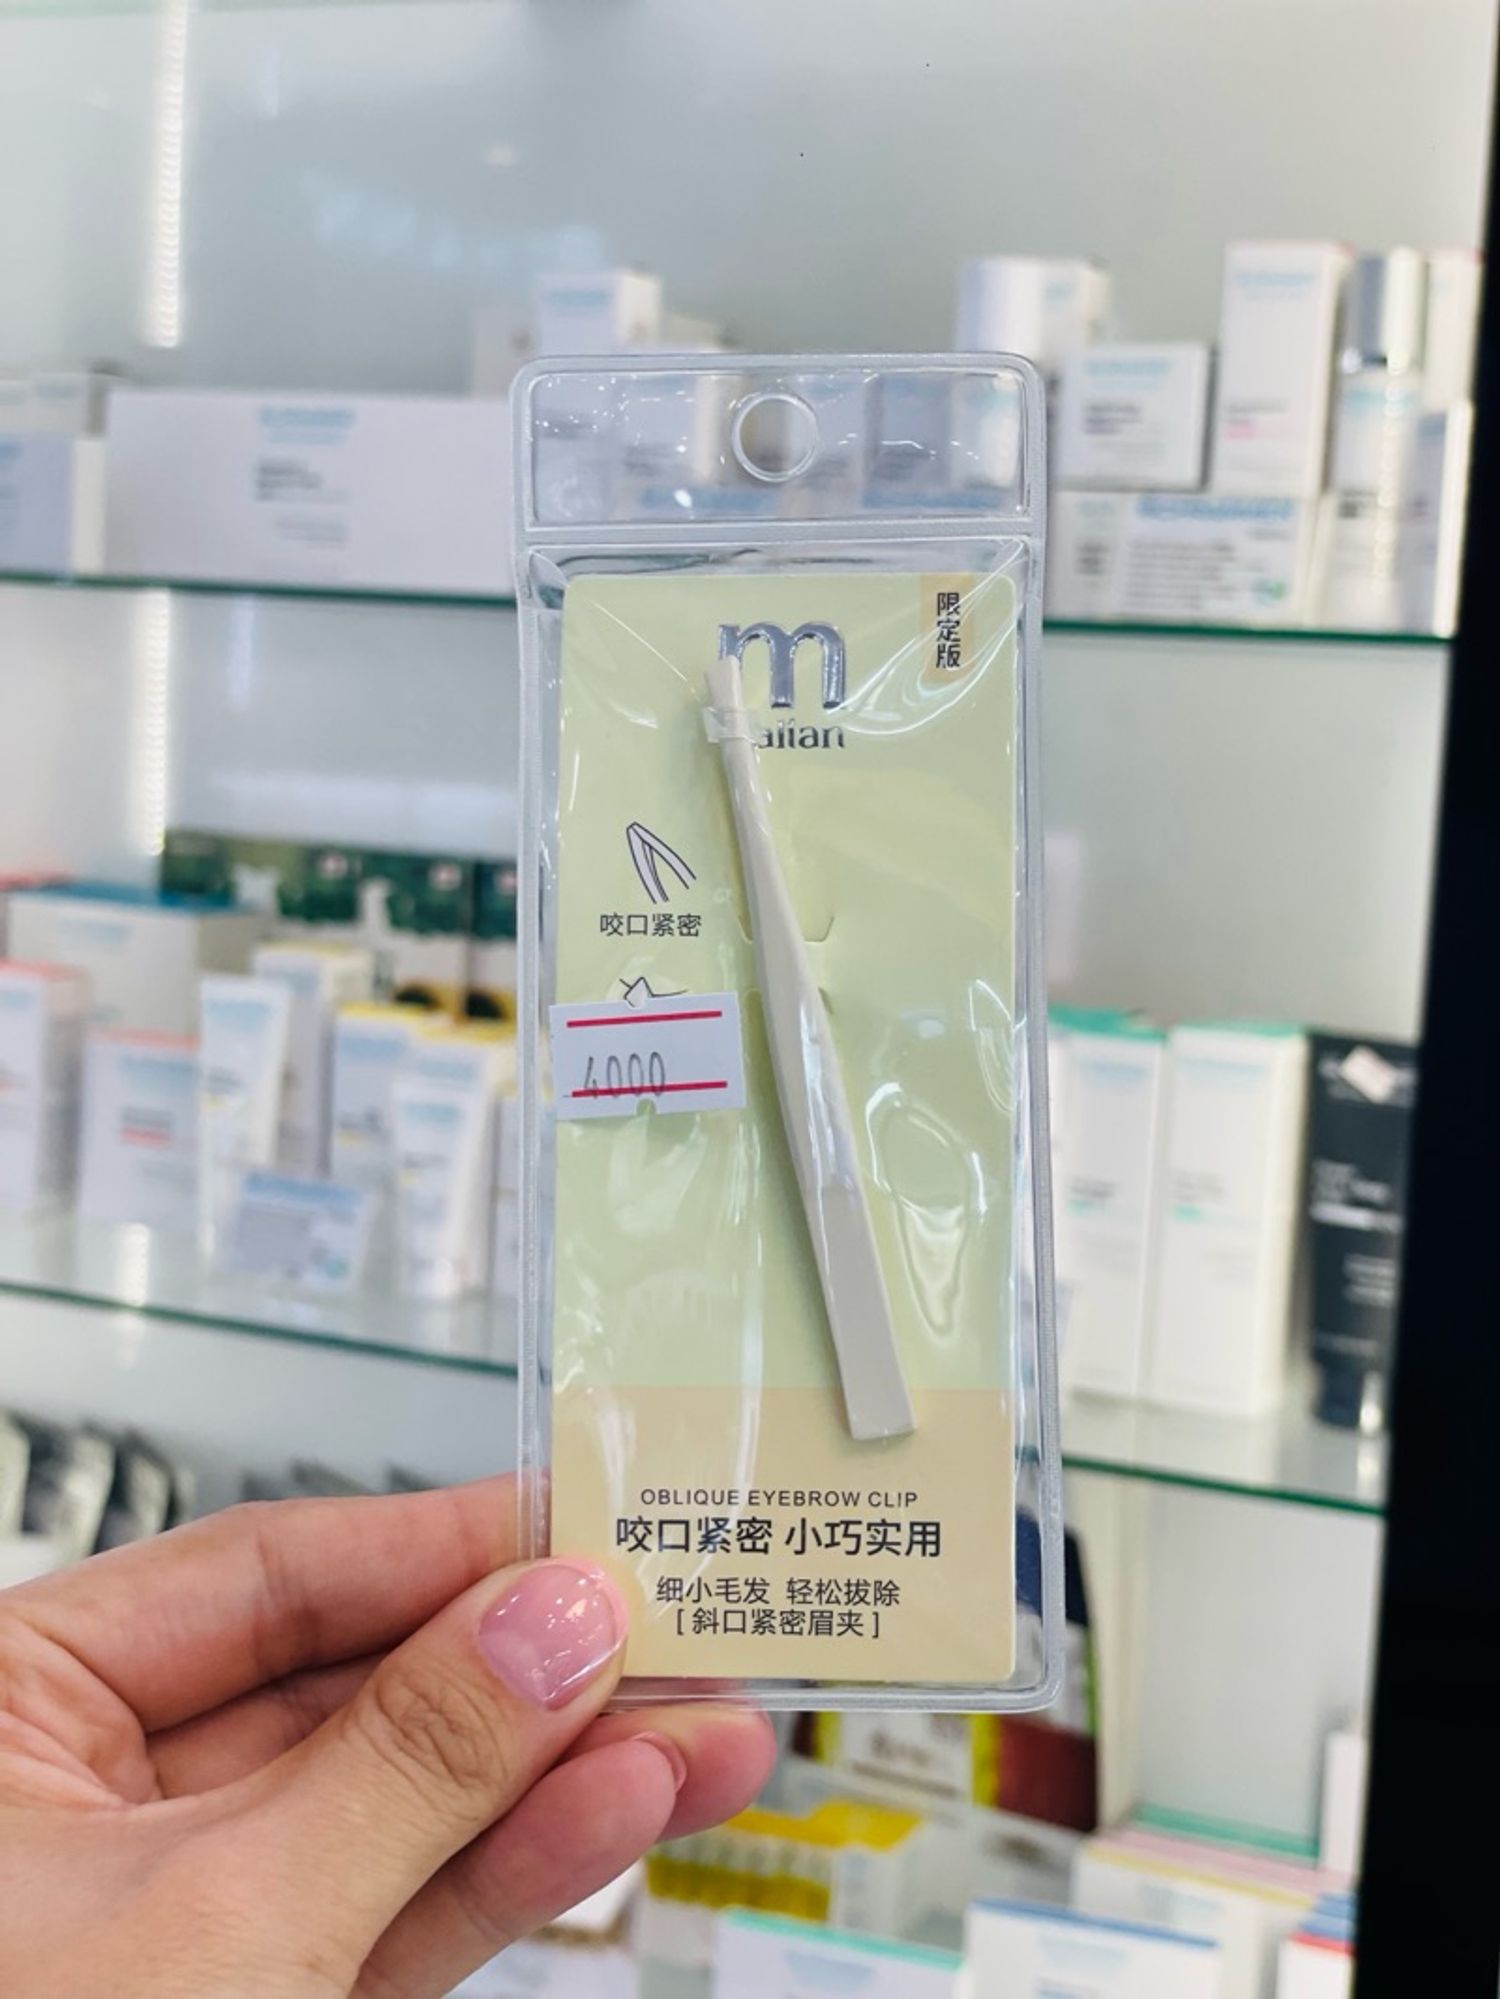 限定版
m
alian
咬口紧密
4000
OBLIQUE EYEBROW CLIP
咬口紧密 小巧实用
细小毛发 轻松拔除
[ 斜口紧密眉夹 ]